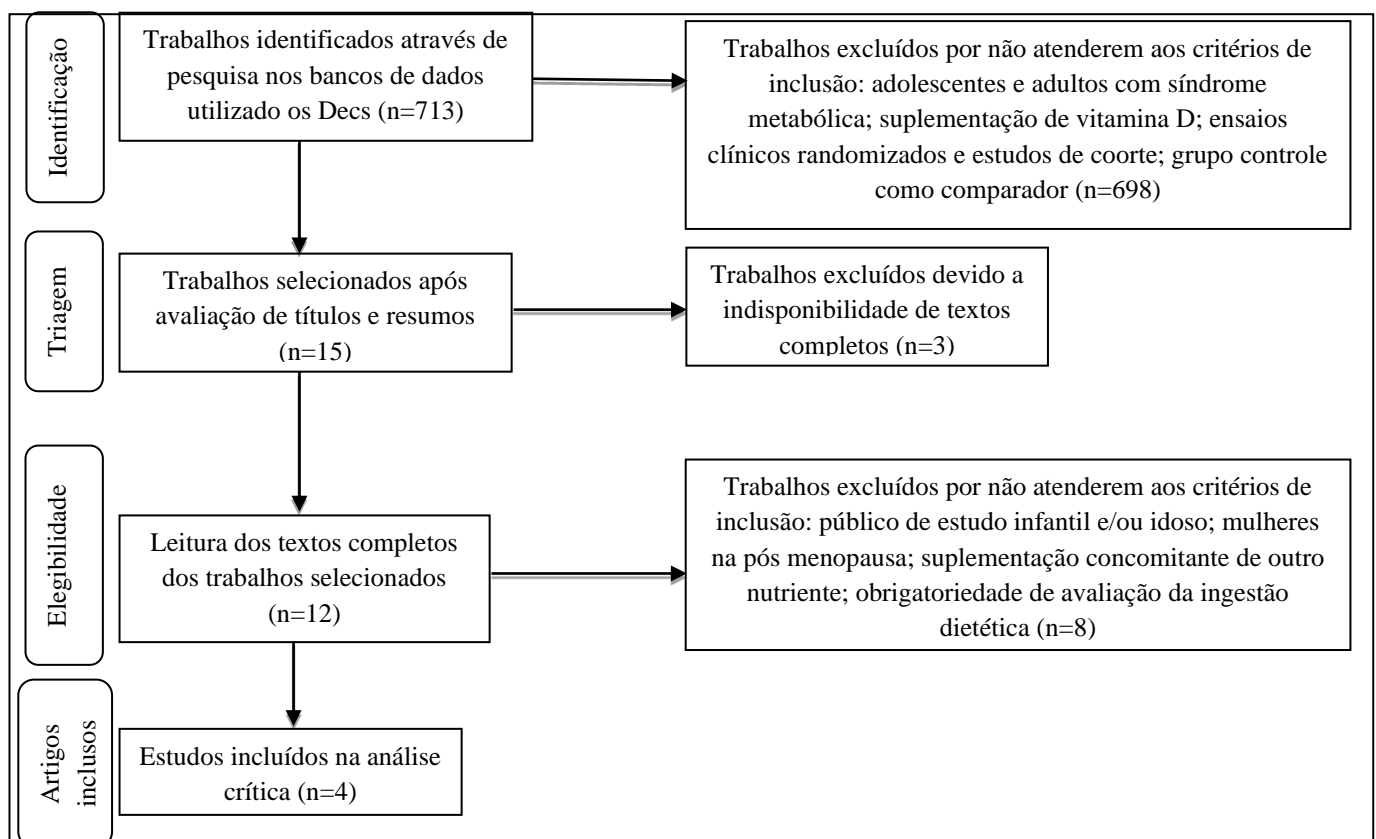 Identificação
Trabalhos identificados através de
pesquisa nos bancos de dados
utilizado os Decs (n=713)
Trabalhos excluídos por não atenderem aos critérios de
inclusão: adolescentes e adultos com síndrome
metabólica; suplementação de vitamina D; ensaios
clínicos randomizados e estudos de coorte; grupo controle
como comparador (n=698)
Triagem
Trabalhos selecionados após
avaliação de títulos e resumos
(n=15)
Trabalhos excluídos devido a
indisponibilidade de textos
completos (n=3)
Elegibilidade
Leitura dos textos completos
dos trabalhos selecionados
(n=12)
Trabalhos excluídos por não atenderem aos critérios de
inclusão: público de estudo infantil e/ou idoso; mulheres
na pós menopausa; suplementação concomitante de outro
nutriente; obrigatoriedade de avaliação da ingestão
dietética (n=8)
Artigos
inclusos
Estudos incluídos na análise
crítica (n=4)